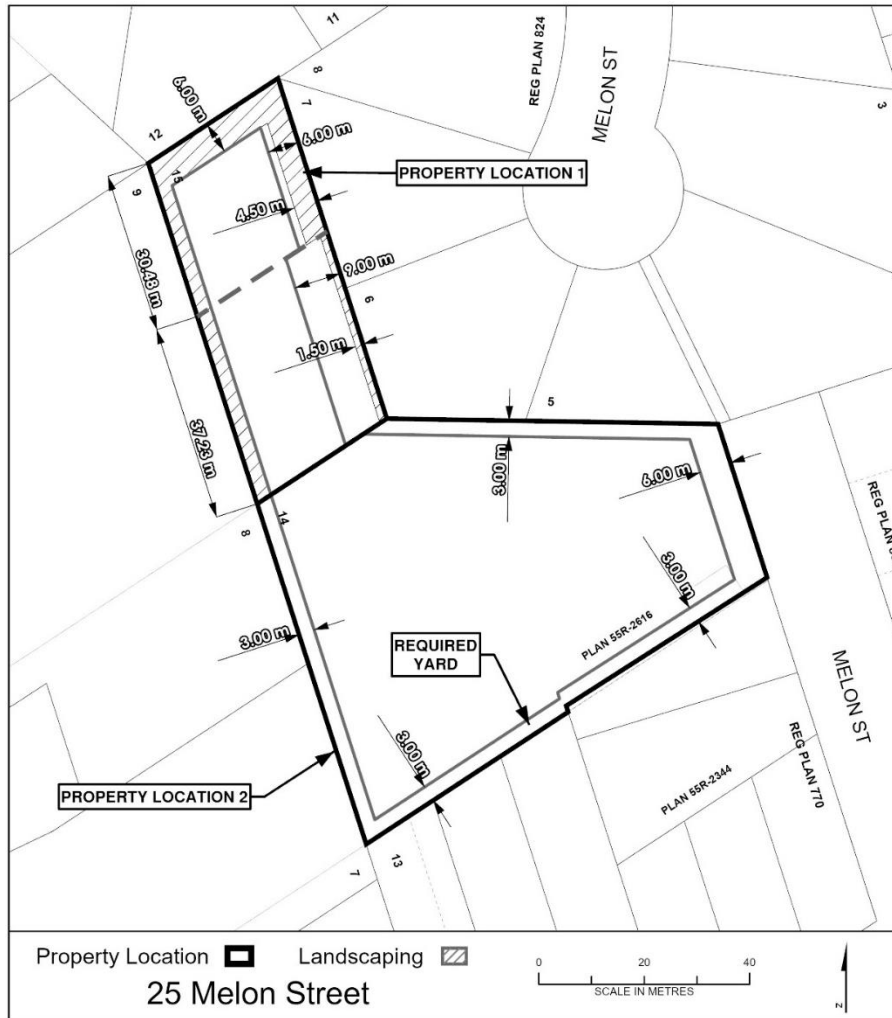 11
8
REG PLAN 824
MELON ST
3
12
6.00 m
7
6.00 m
PROPERTY LOCATION 1
15
9
4.50 m
30.48 m
9.00 m
6
1.50 m
37.23 m
5
3.00 m
6.00 m
8
14
3.00 m
3.00 m
REQUIRED
YARD
PLAN 55R-2616
MELON ST
3.00 m
REG PLAN 770
PLAN 55R-2344
PROPERTY LOCATION 2
13
7
Property Location
Landscaping
25 Melon Street
0 20 40
SCALE IN METRES
z